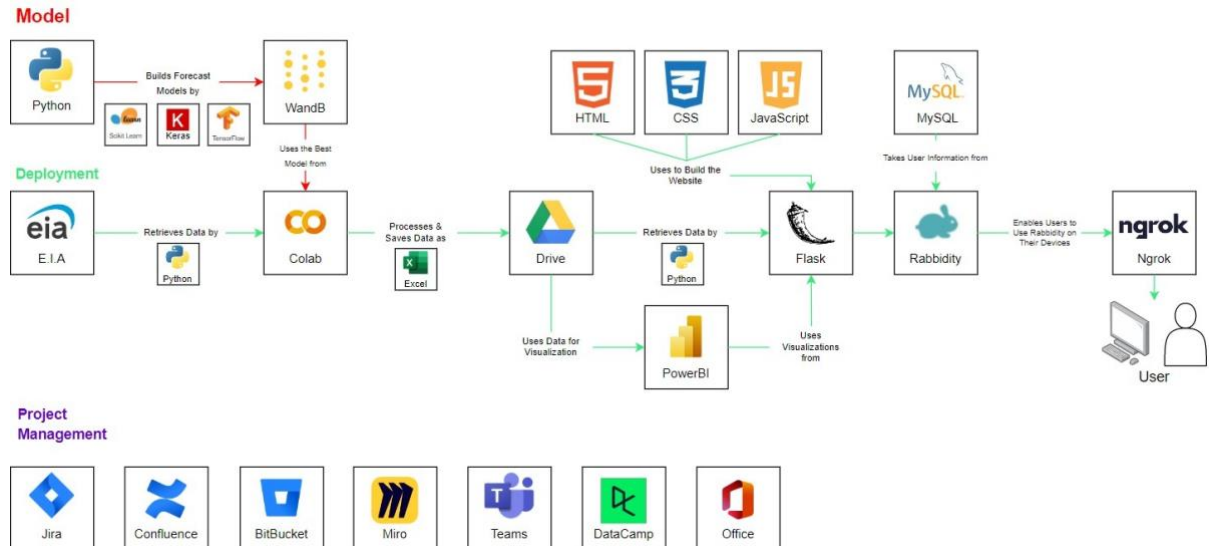 Model
Python
Builds Forecast
Models by
Scikit Learn
Keras
TensorFlow
WandB
Uses the Best
Model from
HTML
CSS
JavaScript
Uses to Build the
Website
MySQL
MySQL
Takes User Information from
Deployment
eia
E.I.A
Retrieves Data by
Python
Colab
Processes &
Saves Data as
Excel
Drive
Retrieves Data by
Python
Flask
Rabbidity
Enables Users to
Use Rabbidity on
Their Devices
ngrok
Ngrok
Uses Data for
Visualization
PowerBI
Uses
Visualizations
from
User
Project
Management
Jira
Confluence
BitBucket
Miro
Teams
DataCamp
Office